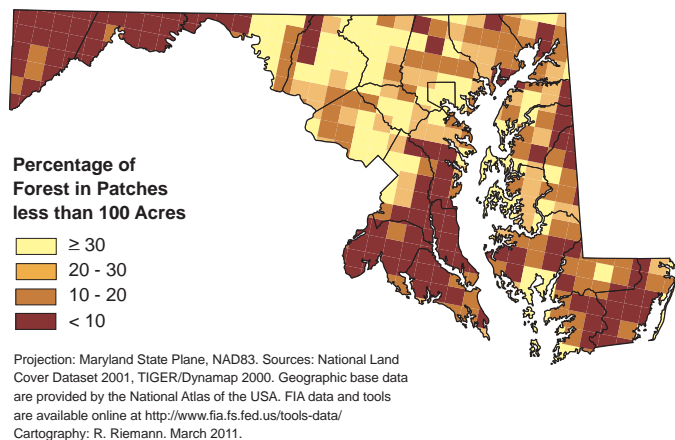 Percentage of
Forest in Patches
less than 100 Acres
≥ 30
20 - 30
10 - 20
< 10
Projection: Maryland State Plane, NAD83. Sources: National Land
Cover Dataset 2001, TIGER/Dynamap 2000. Geographic base data
are provided by the National Atlas of the USA. FIA data and tools
are available online at http://www.fia.fs.fed.us/tools-data/
Cartography: R. Riemann. March 2011.